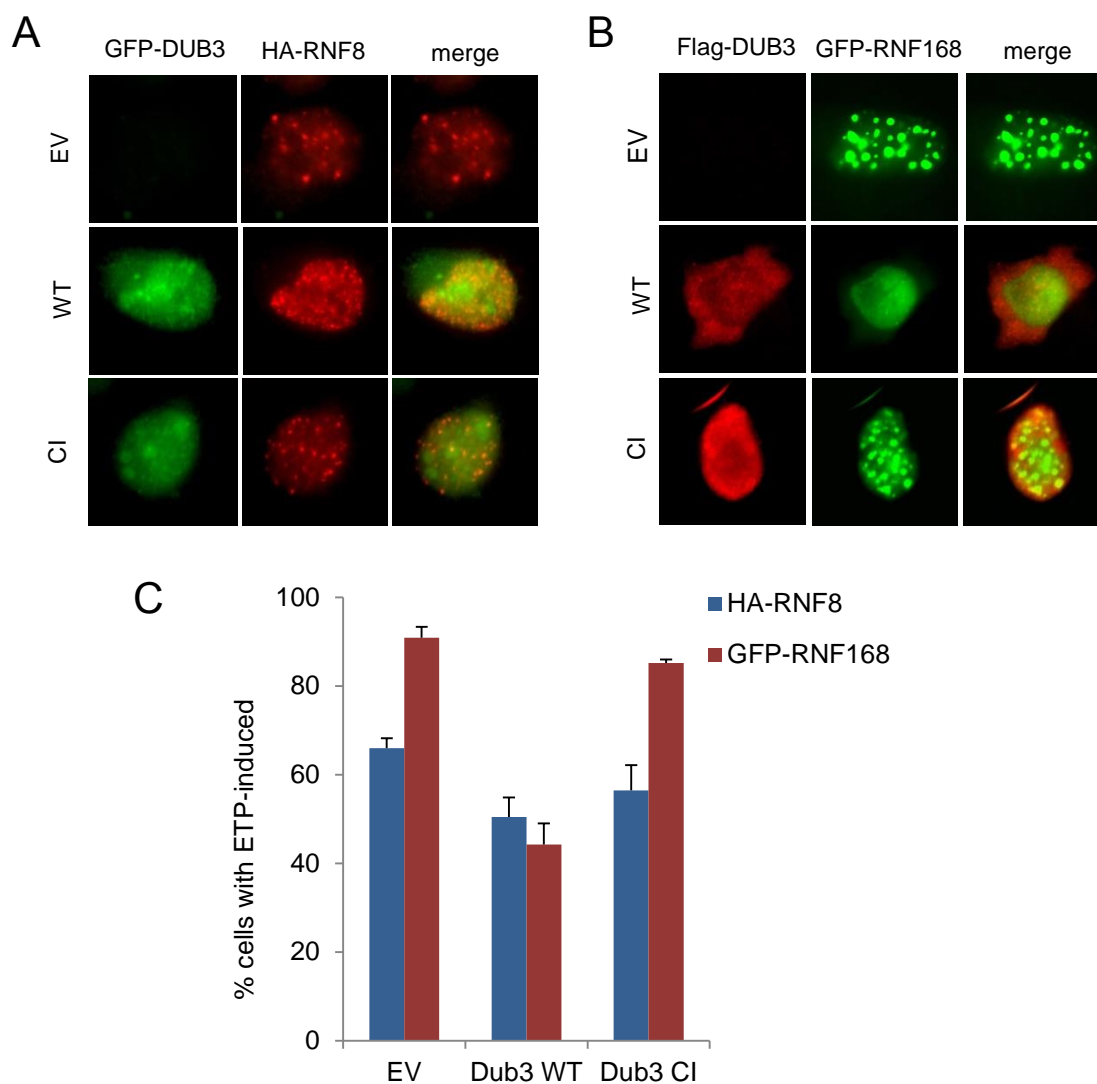 A
GFP-DUB3 HA-RNF8 merge
EV
WT
CI
B
Flag-DUB3 GFP-RNF168 merge
EV
WT
CI
C
% cells with ETP-induced
100
80
60
40
20
0
EV Dub3 WT Dub3 CI
HA-RNF8
GFP-RNF168